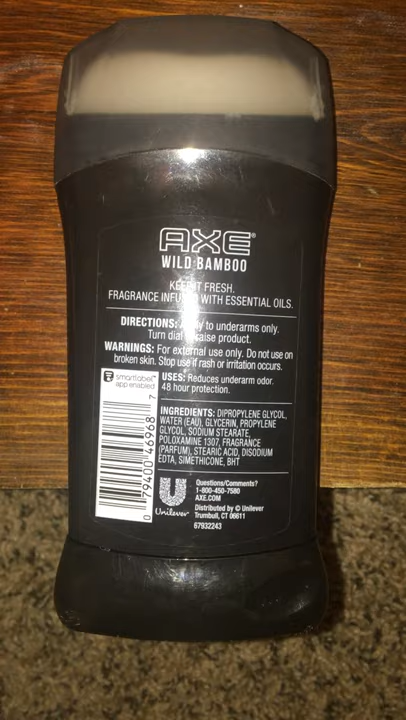 AXE®
WILD BAMBOO
KEEP IT FRESH.
FRAGRANCE INFUSED WITH ESSENTIAL OILS.
DIRECTIONS: Apply to underarms only.
Turn dial to raise product.
WARNINGS: For external use only. Do not use on
broken skin. Stop use if rash or irritation occurs.
smartlabel™
app enabled
USES: Reduces underarm odor.
48 hour protection.
INGREDIENTS: DIPROPYLENE GLYCOL,
WATER (EAU), GLYCERIN, PROPYLENE
GLYCOL, SODIUM STEARATE,
POLOXAMINE 1307, FRAGRANCE
(PARFUM), STEARIC ACID, DISODIUM
EDTA, SIMETHICONE, BHT
0 79400 46968 7
Unilever
Questions/Comments?
1-800-450-7580
AXE.COM
Distributed by © Unilever
Trumbull, CT 06611
67932243